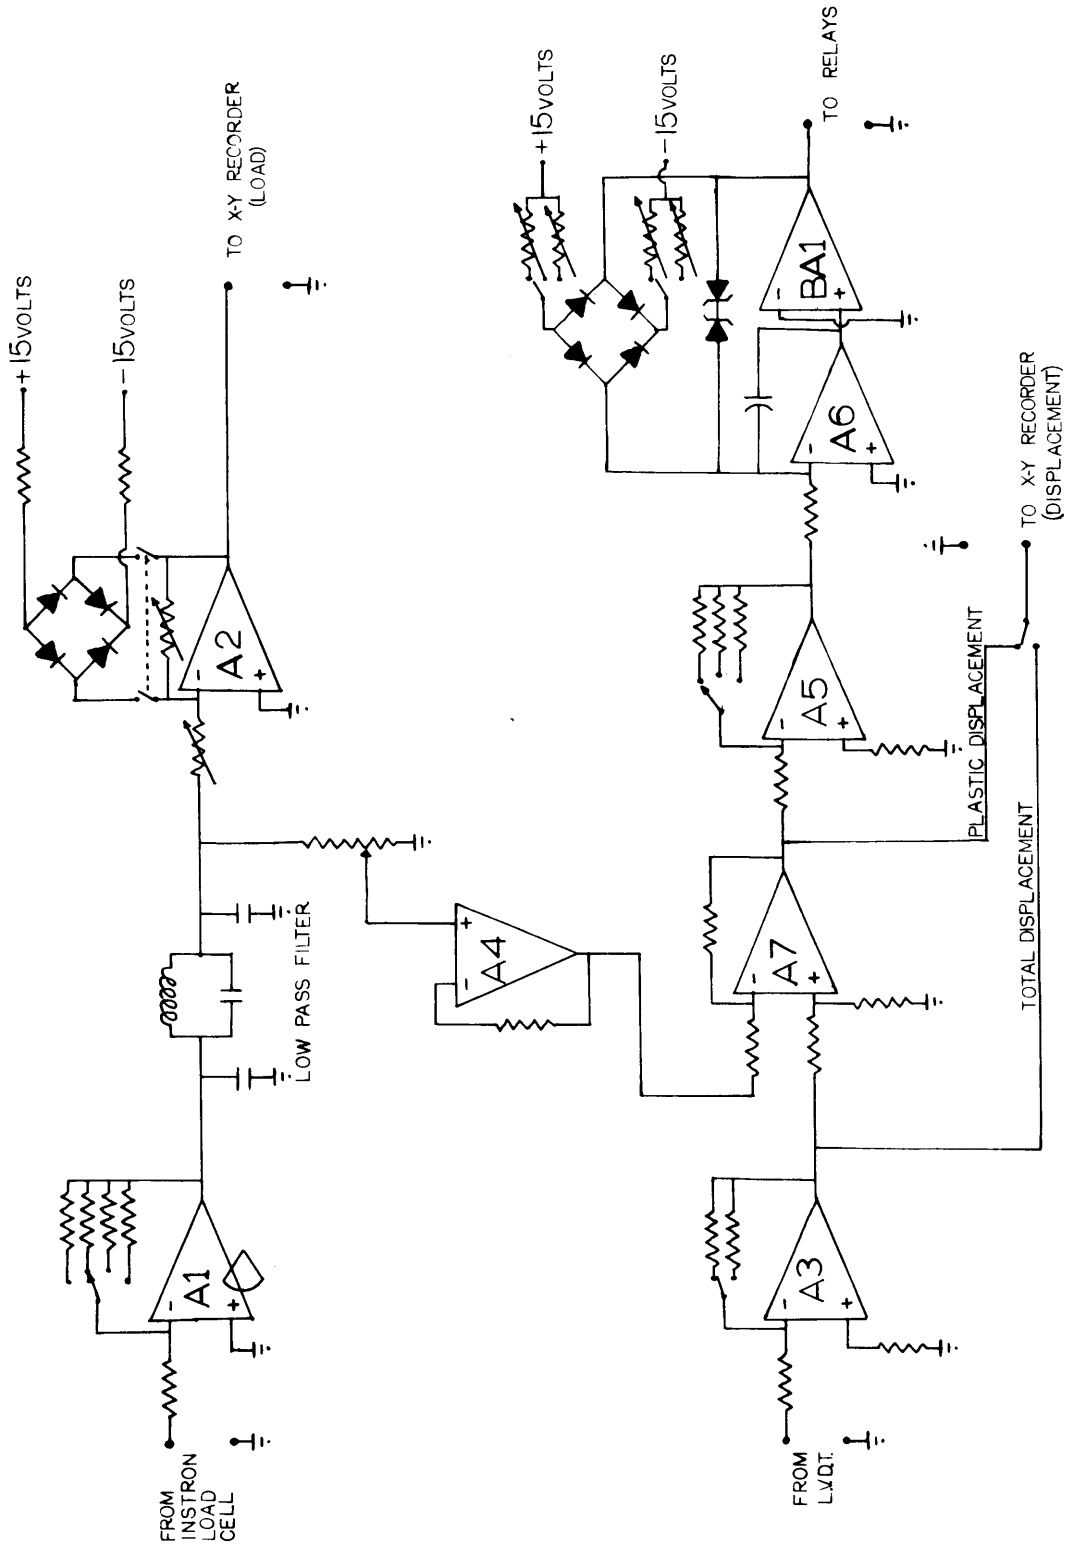 FROM
INSTRON
LOAD
CELL
-
+
A1
LOW PASS FILTER
-
+
A2
+15VOLTS
-15VOLTS
TO X-Y RECORDER
(LOAD)
-
+
A4
FROM
L.V.D.T.
-
+
A3
-
+
A7
-
+
A5
-
+
A6
-
+
BA1
+15VOLTS
-15VOLTS
TO RELAYS
PLASTIC DISPLACEMENT
TOTAL DISPLACEMENT
TO X-Y RECORDER
(DISPLACEMENT)